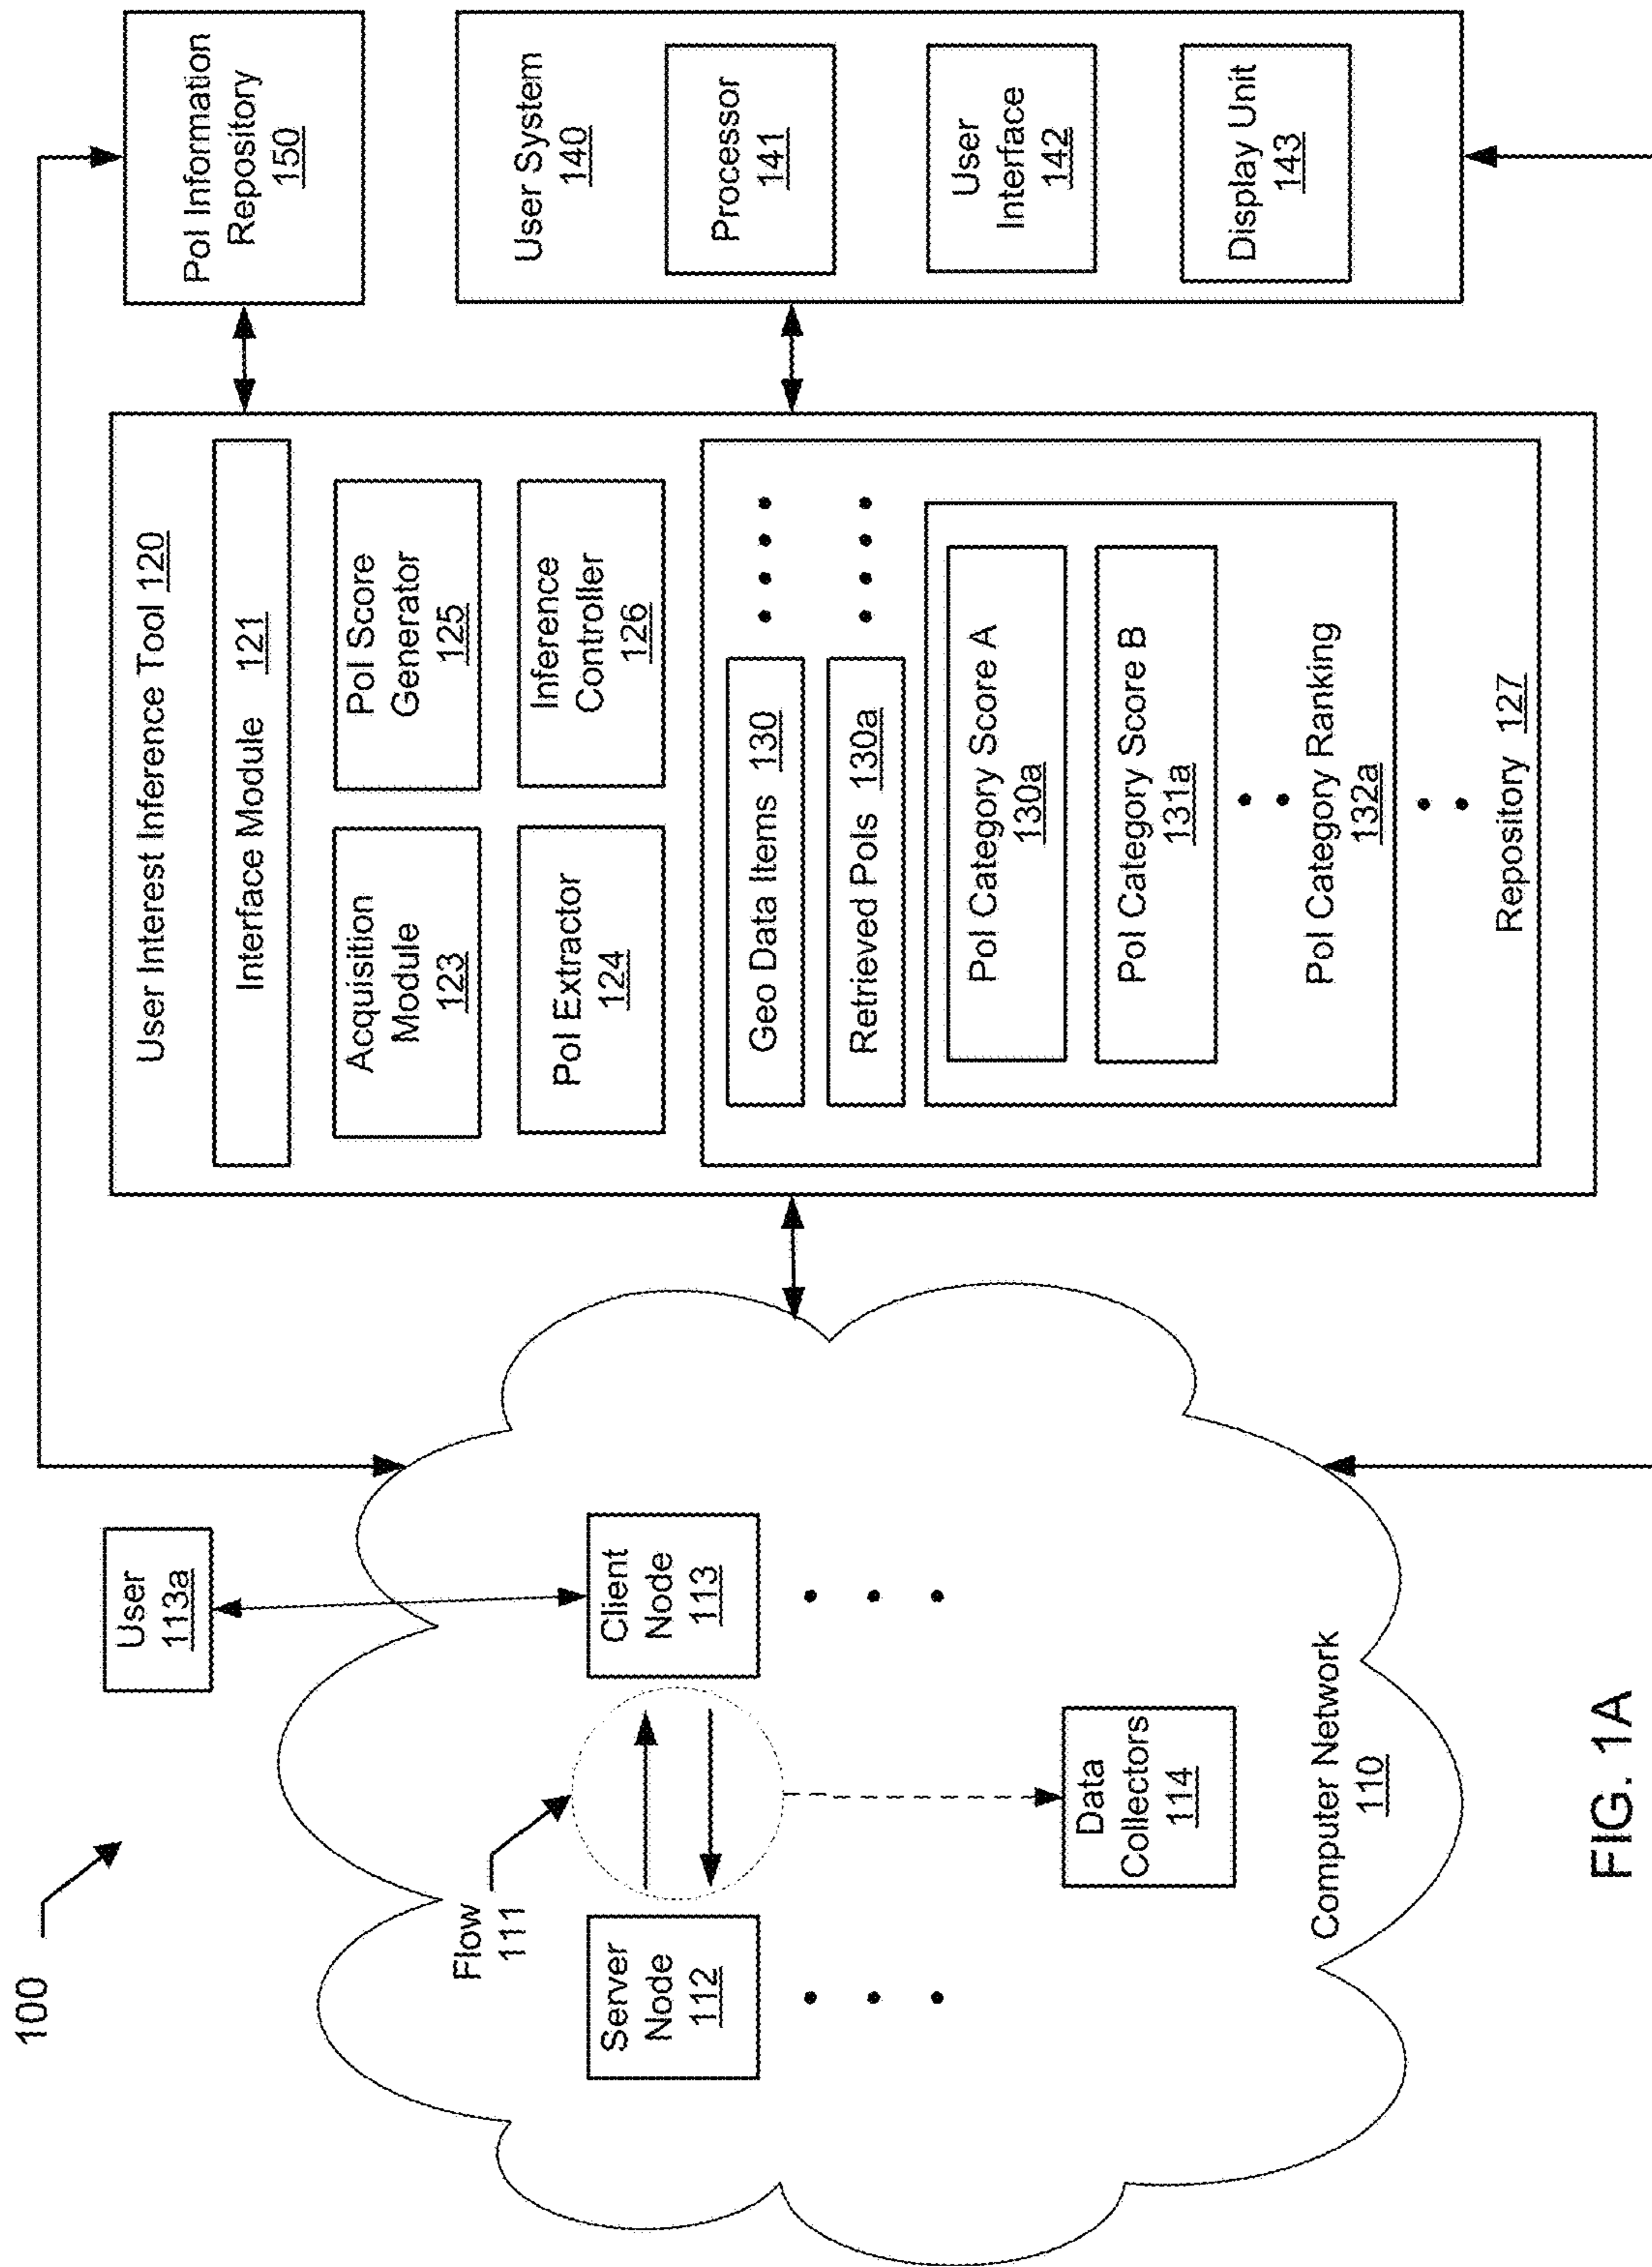 100
User
113a
Flow
111
Server
Node
112
Client
Node
113
Data
Collectors
114
Computer Network
110
User Interest Inference Tool 120
Interface Module 121
Acquisition
Module
123
PoI Score
Generator
125
PoI Extractor
124
Inference
Controller
126
Geo Data Items 130
Retrieved PoIs 130a
PoI Category Score A
130a
PoI Category Score B
131a
PoI Category Ranking
132a
Repository 127
PoI Information
Repository
150
User System
140
Processor
141
User
Interface
142
Display Unit
143
FIG. 1A